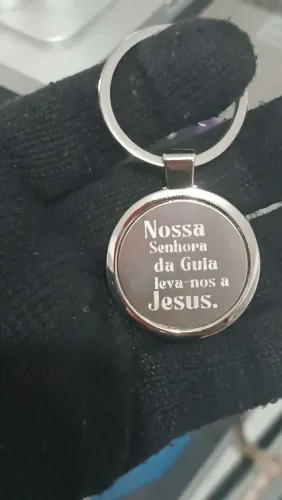 Nossa
Senhora
da Guia
leva-nos a
Jesus.